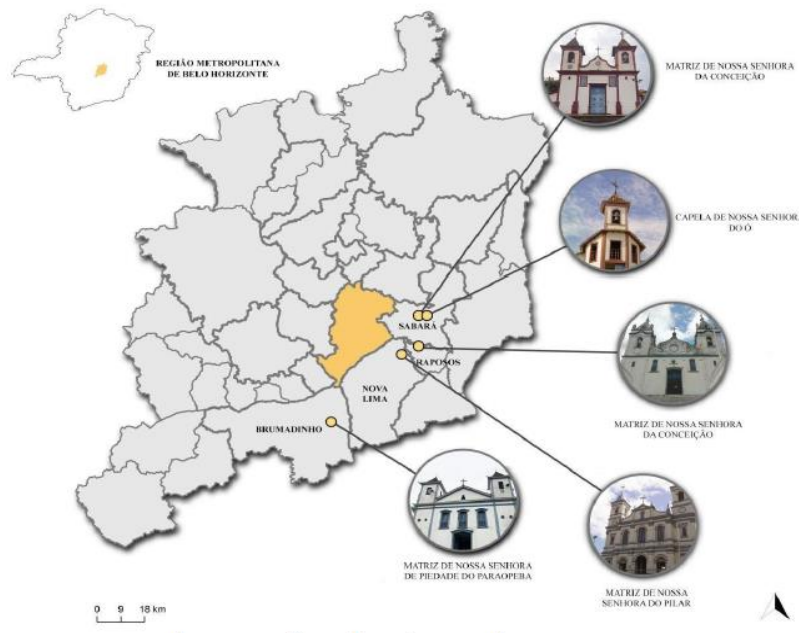 REGIÃO METROPOLITANA
DE BELO HORIZONTE
MATRIZ DE NOSSA SENHORA
DA CONCEIÇÃO
CAPELA DE NOSSA SENHORA
DO Ó
SABARÁ
RAPOSOS
NOVA
LIMA
BRUMADINHO
MATRIZ DE NOSSA SENHORA
DA CONCEIÇÃO
MATRIZ DE NOSSA SENHORA
DE PIEDADE DO PARAOPEBA
MATRIZ DE NOSSA
SENHORA DO PILAR
0 9 18 km